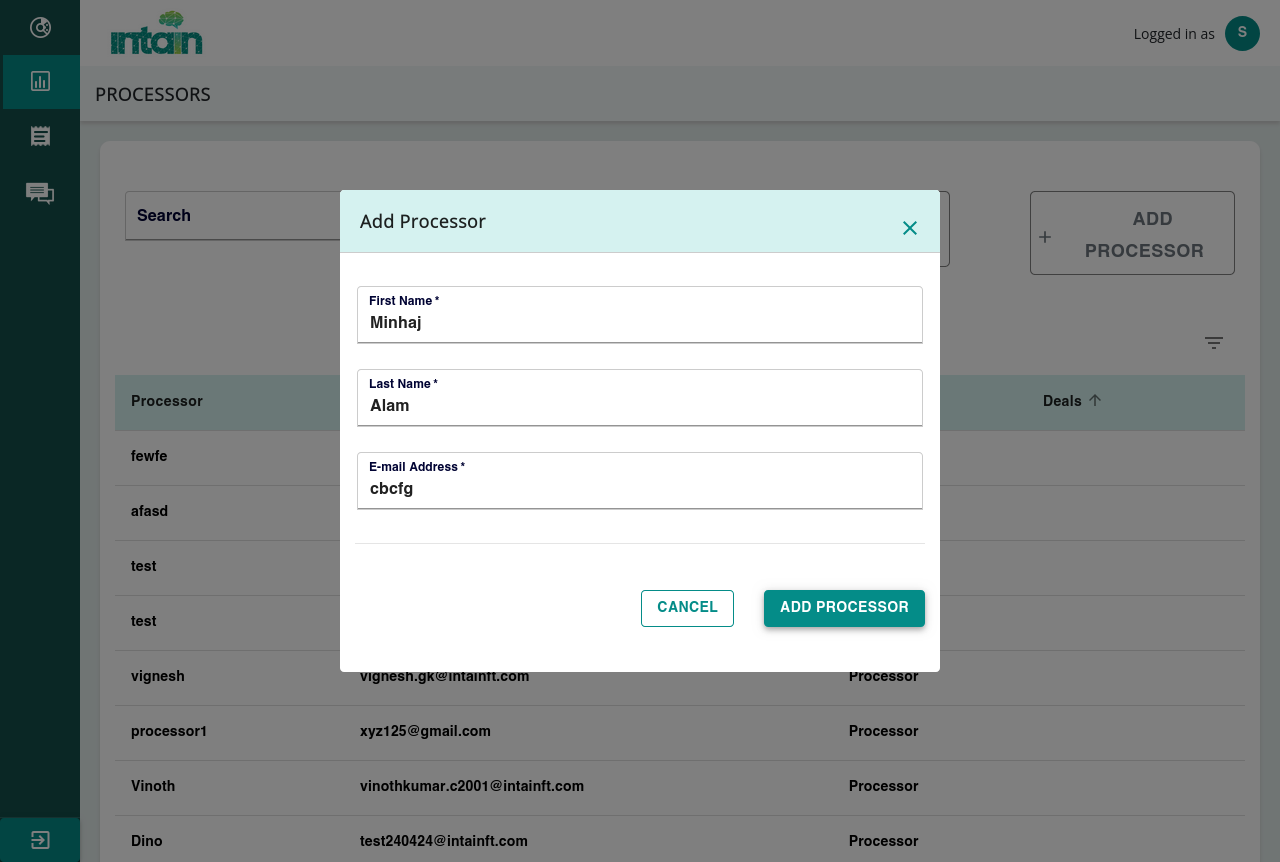 intain
Logged in as S
PROCESSORS
Search
+ ADD PROCESSOR
Add Processor
First Name *
Minhaj
Last Name *
Alam
E-mail Address *
cbcfg
CANCEL ADD PROCESSOR
Processor Deals
fewfe
afasd
test
test
vignesh vignesh.gk@intainft.com Processor
processor1 xyz125@gmail.com Processor
Vinoth vinothkumar.c2001@intainft.com Processor
Dino test240424@intainft.com Processor